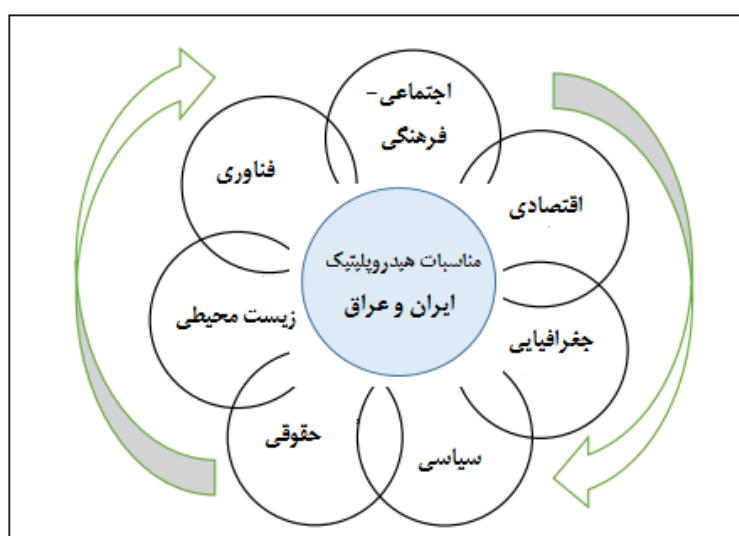 اجتماعی-
فرهنگی
اقتصادی
جغرافیایی
سیاسی
حقوقی
زیست محیطی
فناوری
مناسبات هیدروپلیتیک
ایران و عراق